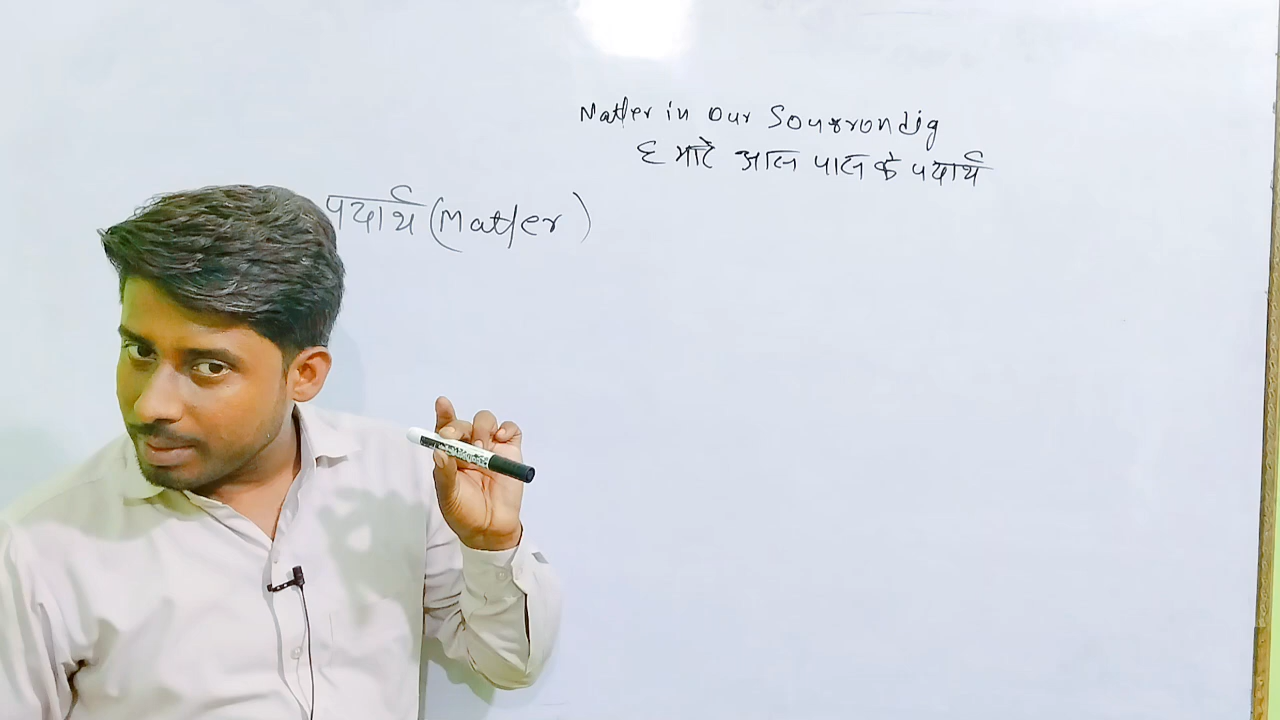 Matter in our Sourrondig
हमारे आस पास के पदार्थ
पदार्थ (Matter)